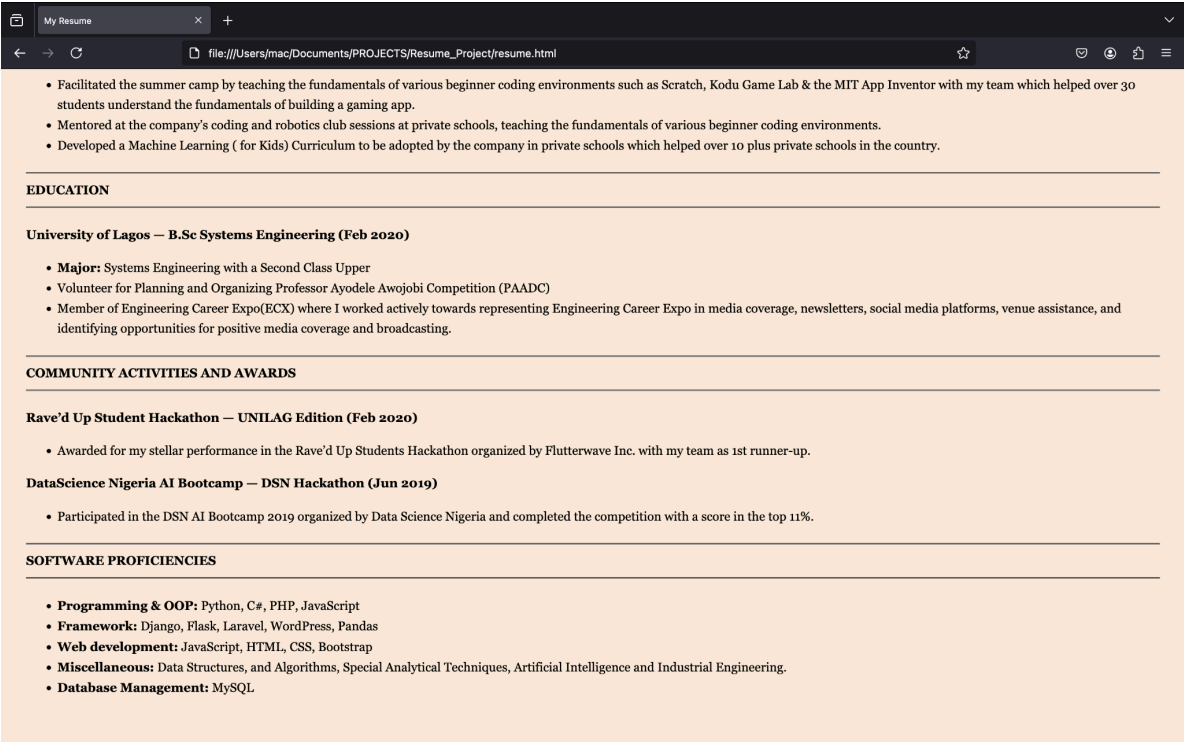 My Resume
file:///Users/mac/Documents/PROJECTS/Resume_Project/resume.html
• Facilitated the summer camp by teaching the fundamentals of various beginner coding environments such as Scratch, Kodu Game Lab & the MIT App Inventor with my team which helped over 30
students understand the fundamentals of building a gaming app.
• Mentored at the company's coding and robotics club sessions at private schools, teaching the fundamentals of various beginner coding environments.
• Developed a Machine Learning ( for Kids) Curriculum to be adopted by the company in private schools which helped over 10 plus private schools in the country.
EDUCATION
University of Lagos — B.Sc Systems Engineering (Feb 2020)
• Major: Systems Engineering with a Second Class Upper
• Volunteer for Planning and Organizing Professor Ayodele Awojobi Competition (PAADC)
• Member of Engineering Career Expo(ECX) where I worked actively towards representing Engineering Career Expo in media coverage, newsletters, social media platforms, venue assistance, and
identifying opportunities for positive media coverage and broadcasting.
COMMUNITY ACTIVITIES AND AWARDS
Rave'd Up Student Hackathon — UNILAG Edition (Feb 2020)
• Awarded for my stellar performance in the Rave'd Up Students Hackathon organized by Flutterwave Inc. with my team as 1st runner-up.
DataScience Nigeria AI Bootcamp — DSN Hackathon (Jun 2019)
• Participated in the DSN AI Bootcamp 2019 organized by Data Science Nigeria and completed the competition with a score in the top 11%.
SOFTWARE PROFICIENCIES
• Programming & OOP: Python, C#, PHP, JavaScript
• Framework: Django, Flask, Laravel, WordPress, Pandas
• Web development: JavaScript, HTML, CSS, Bootstrap
• Miscellaneous: Data Structures, and Algorithms, Special Analytical Techniques, Artificial Intelligence and Industrial Engineering.
• Database Management: MySQL